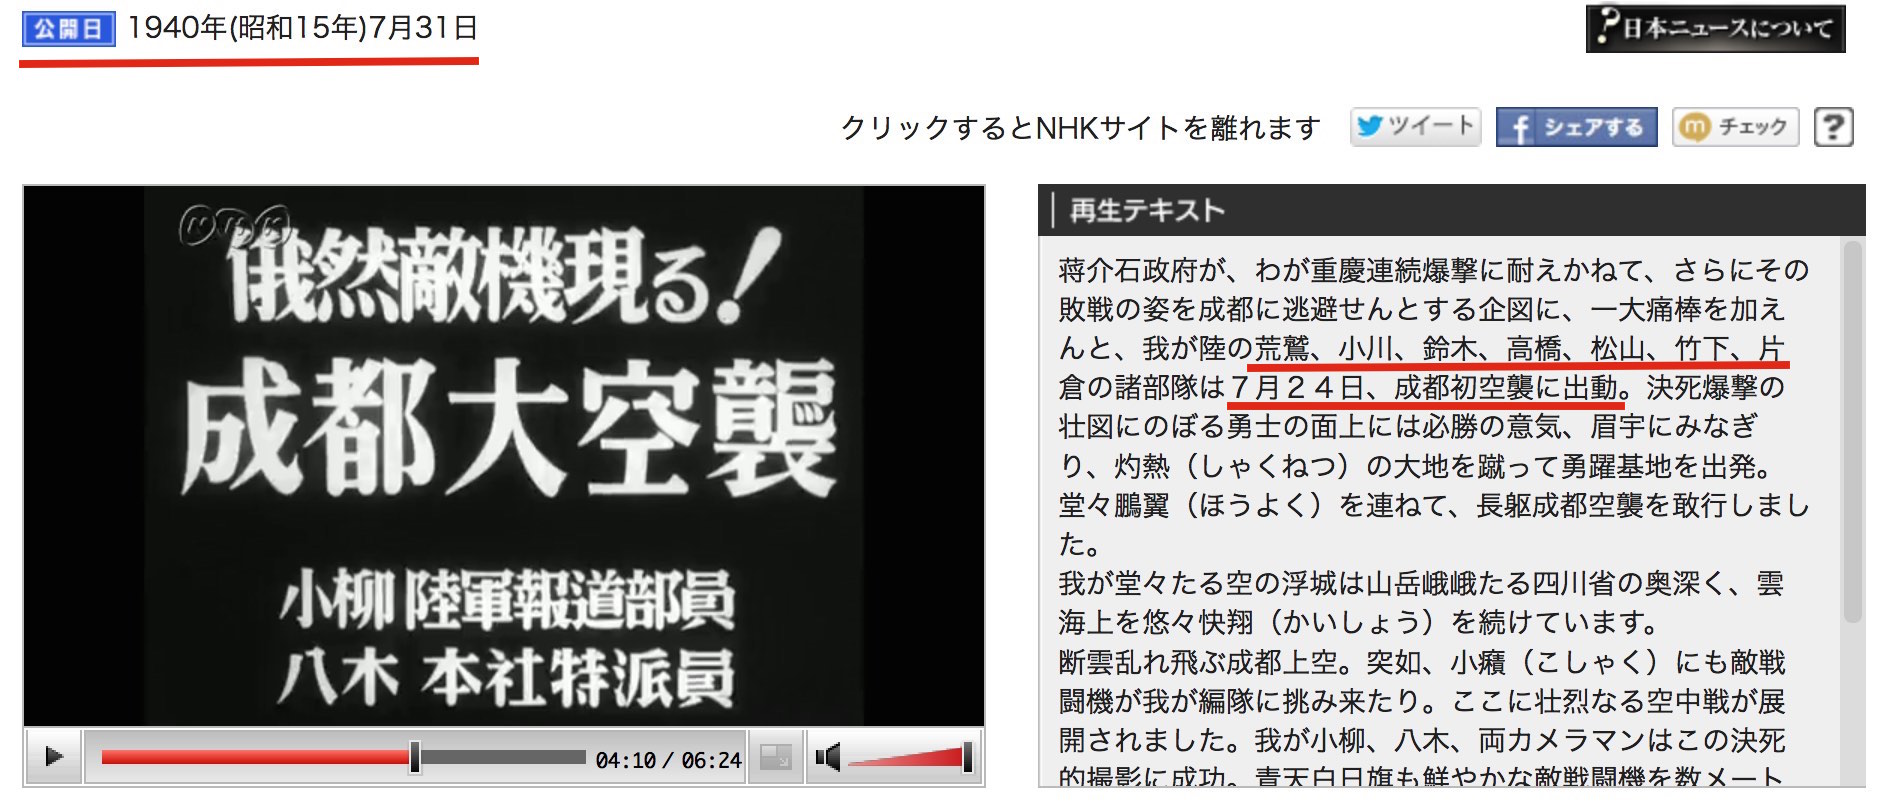 公開日 1940年(昭和15年)7月31日
?日本ニュースについて
クリックするとNHKサイトを離れます
ツイート
f シェアする
m チェック
?
NHK
俄然敵機現る!
成都大空襲
小柳 陸軍報道部員
八木 本社特派員
04:10 / 06:24
再生テキスト
蒋介石政府が、わが重慶連続爆撃に耐えかねて、さらにその
敗戦の姿を成都に逃避せんとする企図に、一大痛棒を加え
んと、我が陸の荒鷲、小川、鈴木、高橋、松山、竹下、片
倉の諸部隊は7月24日、成都初空襲に出動。決死爆撃の
壮図にのぼる勇士の面上には必勝の意気、眉宇にみなぎ
り、灼熱（しゃくねつ）の大地を蹴って勇躍基地を出発。
堂々鵬翼（ほうよく）を連ねて、長躯成都空襲を敢行しまし
た。
我が堂々たる空の浮城は山岳峨峨たる四川省の奥深く、雲
海上を悠々快翔（かいしょう）を続けています。
断雲乱れ飛ぶ成都上空。突如、小癪（こしゃく）にも敵戦
闘機が我が編隊に挑み来たり。ここに壮烈なる空中戦が展
開されました。我が小柳、八木、両カメラマンはこの決死
的撮影に成功。青天白日旗も鮮やかな敵戦闘機を数メート